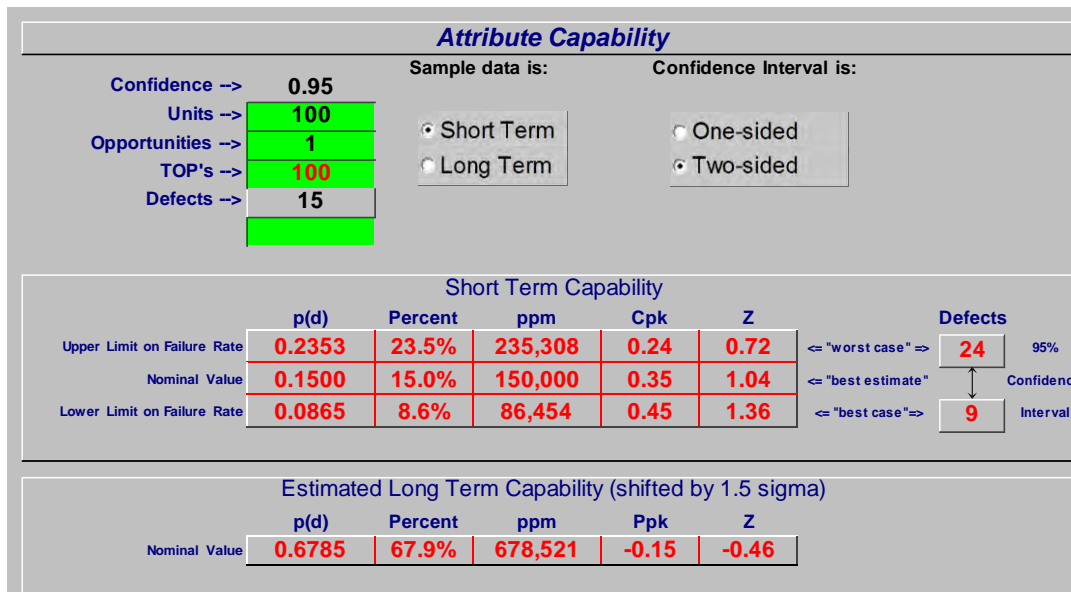 Attribute Capability
Sample data is: Confidence Interval is:
Confidence --> 0.95
Units --> 100
Opportunities --> 1
TOP's --> 100
Defects --> 15
Short Term
Long Term
One-sided
Two-sided
Short Term Capability
p(d) Percent ppm Cpk Z Defects
Upper Limit on Failure Rate 0.2353 23.5% 235,308 0.24 0.72 <= "worst case" => 24 95%
Nominal Value 0.1500 15.0% 150,000 0.35 1.04 <= "best estimate" Confidenc
Lower Limit on Failure Rate 0.0865 8.6% 86,454 0.45 1.36 <= "best case"=> 9 Interval
Estimated Long Term Capability (shifted by 1.5 sigma)
p(d) Percent ppm Ppk Z
Nominal Value 0.6785 67.9% 678,521 -0.15 -0.46